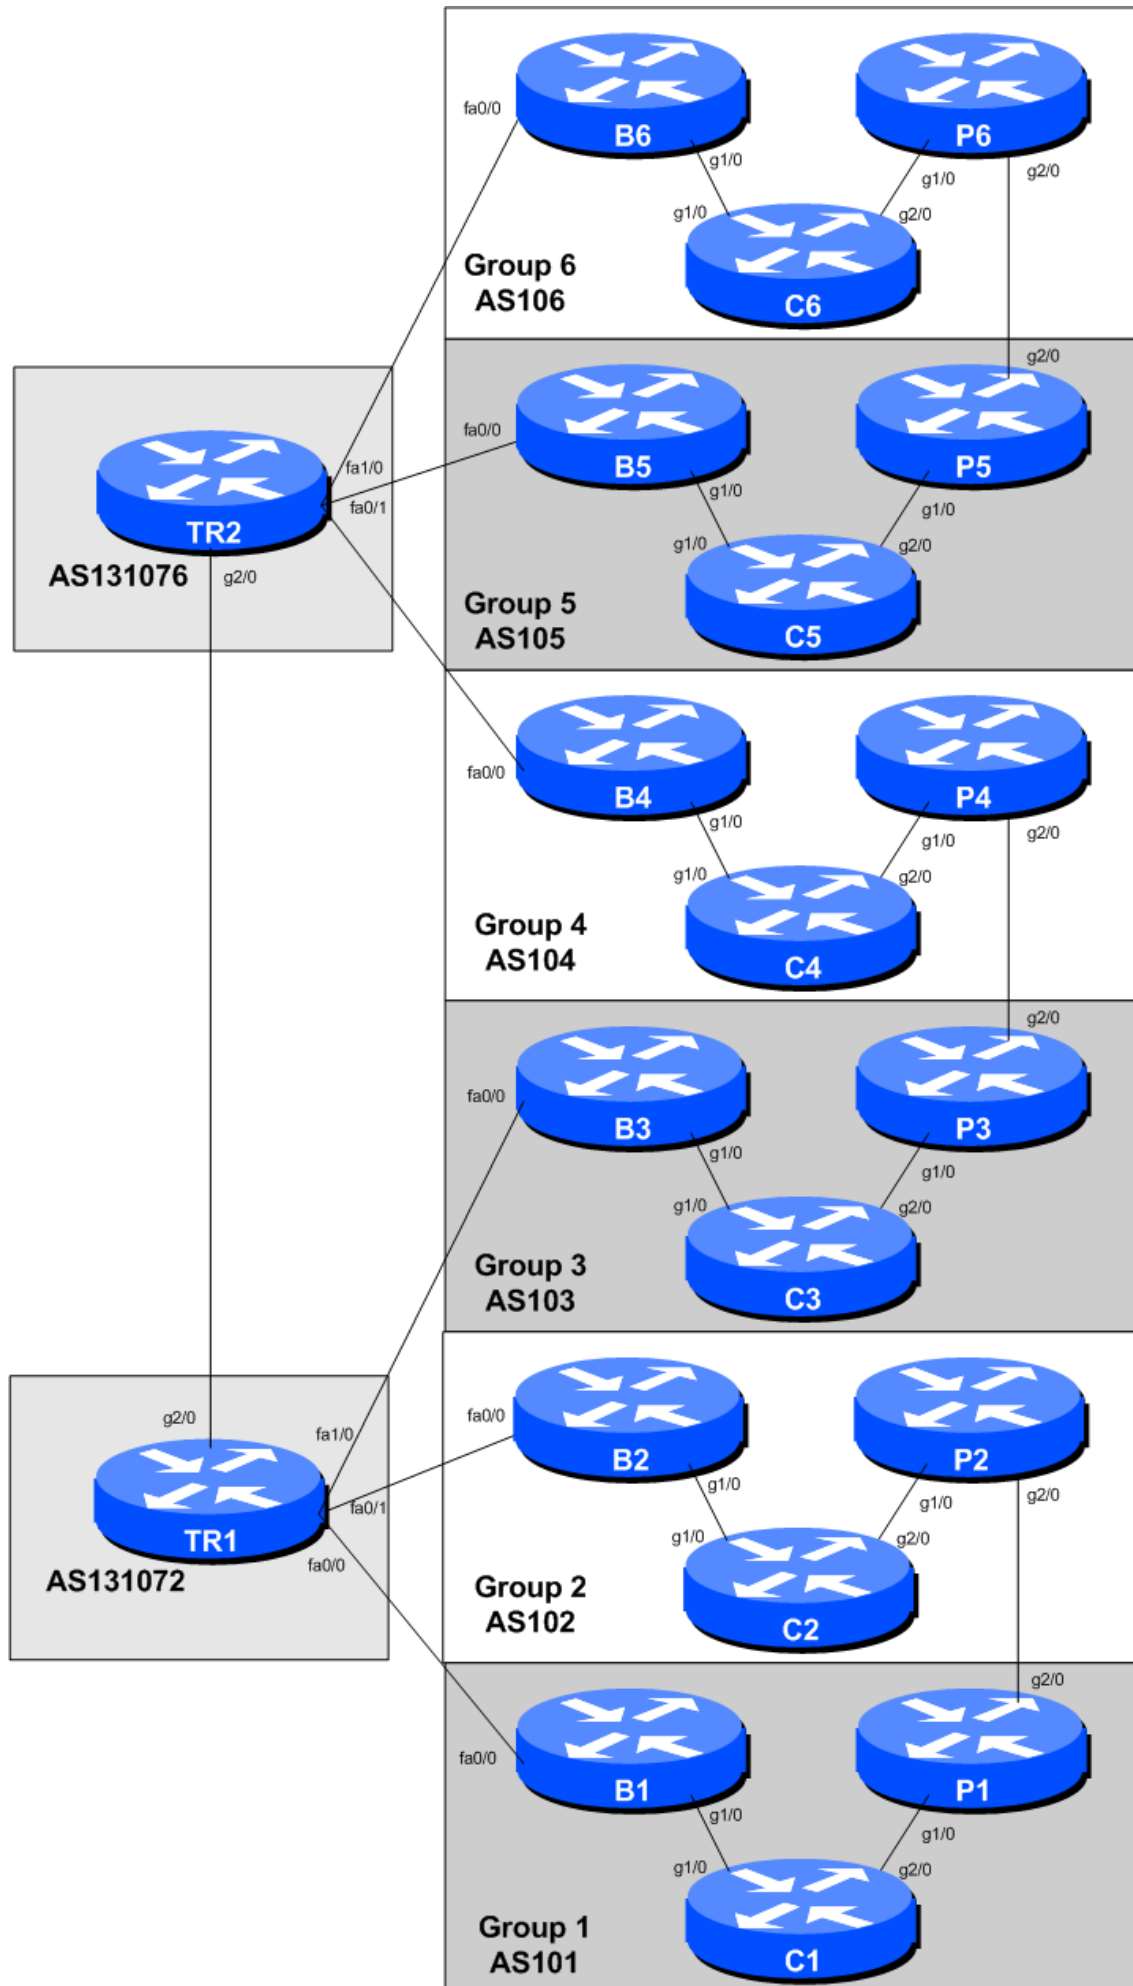 fa0/0
B6
P6
g1/0
g1/0
g2/0
g1/0
g2/0
Group 6
AS106
C6
g2/0
fa0/0
B5
P5
g1/0
g1/0
g1/0
g2/0
Group 5
AS105
C5
fa1/0
fa0/1
TR2
AS131076
g2/0
fa0/0
B4
P4
g1/0
g1/0
g2/0
g1/0
g2/0
Group 4
AS104
C4
g2/0
fa0/0
B3
P3
g1/0
g1/0
g1/0
g2/0
Group 3
AS103
C3
g2/0
fa1/0
fa0/1
TR1
fa0/0
AS131072
fa0/0
B2
P2
g1/0
g1/0
g2/0
g1/0
g2/0
Group 2
AS102
C2
g2/0
fa0/0
B1
P1
g1/0
g1/0
g1/0
g2/0
Group 1
AS101
C1